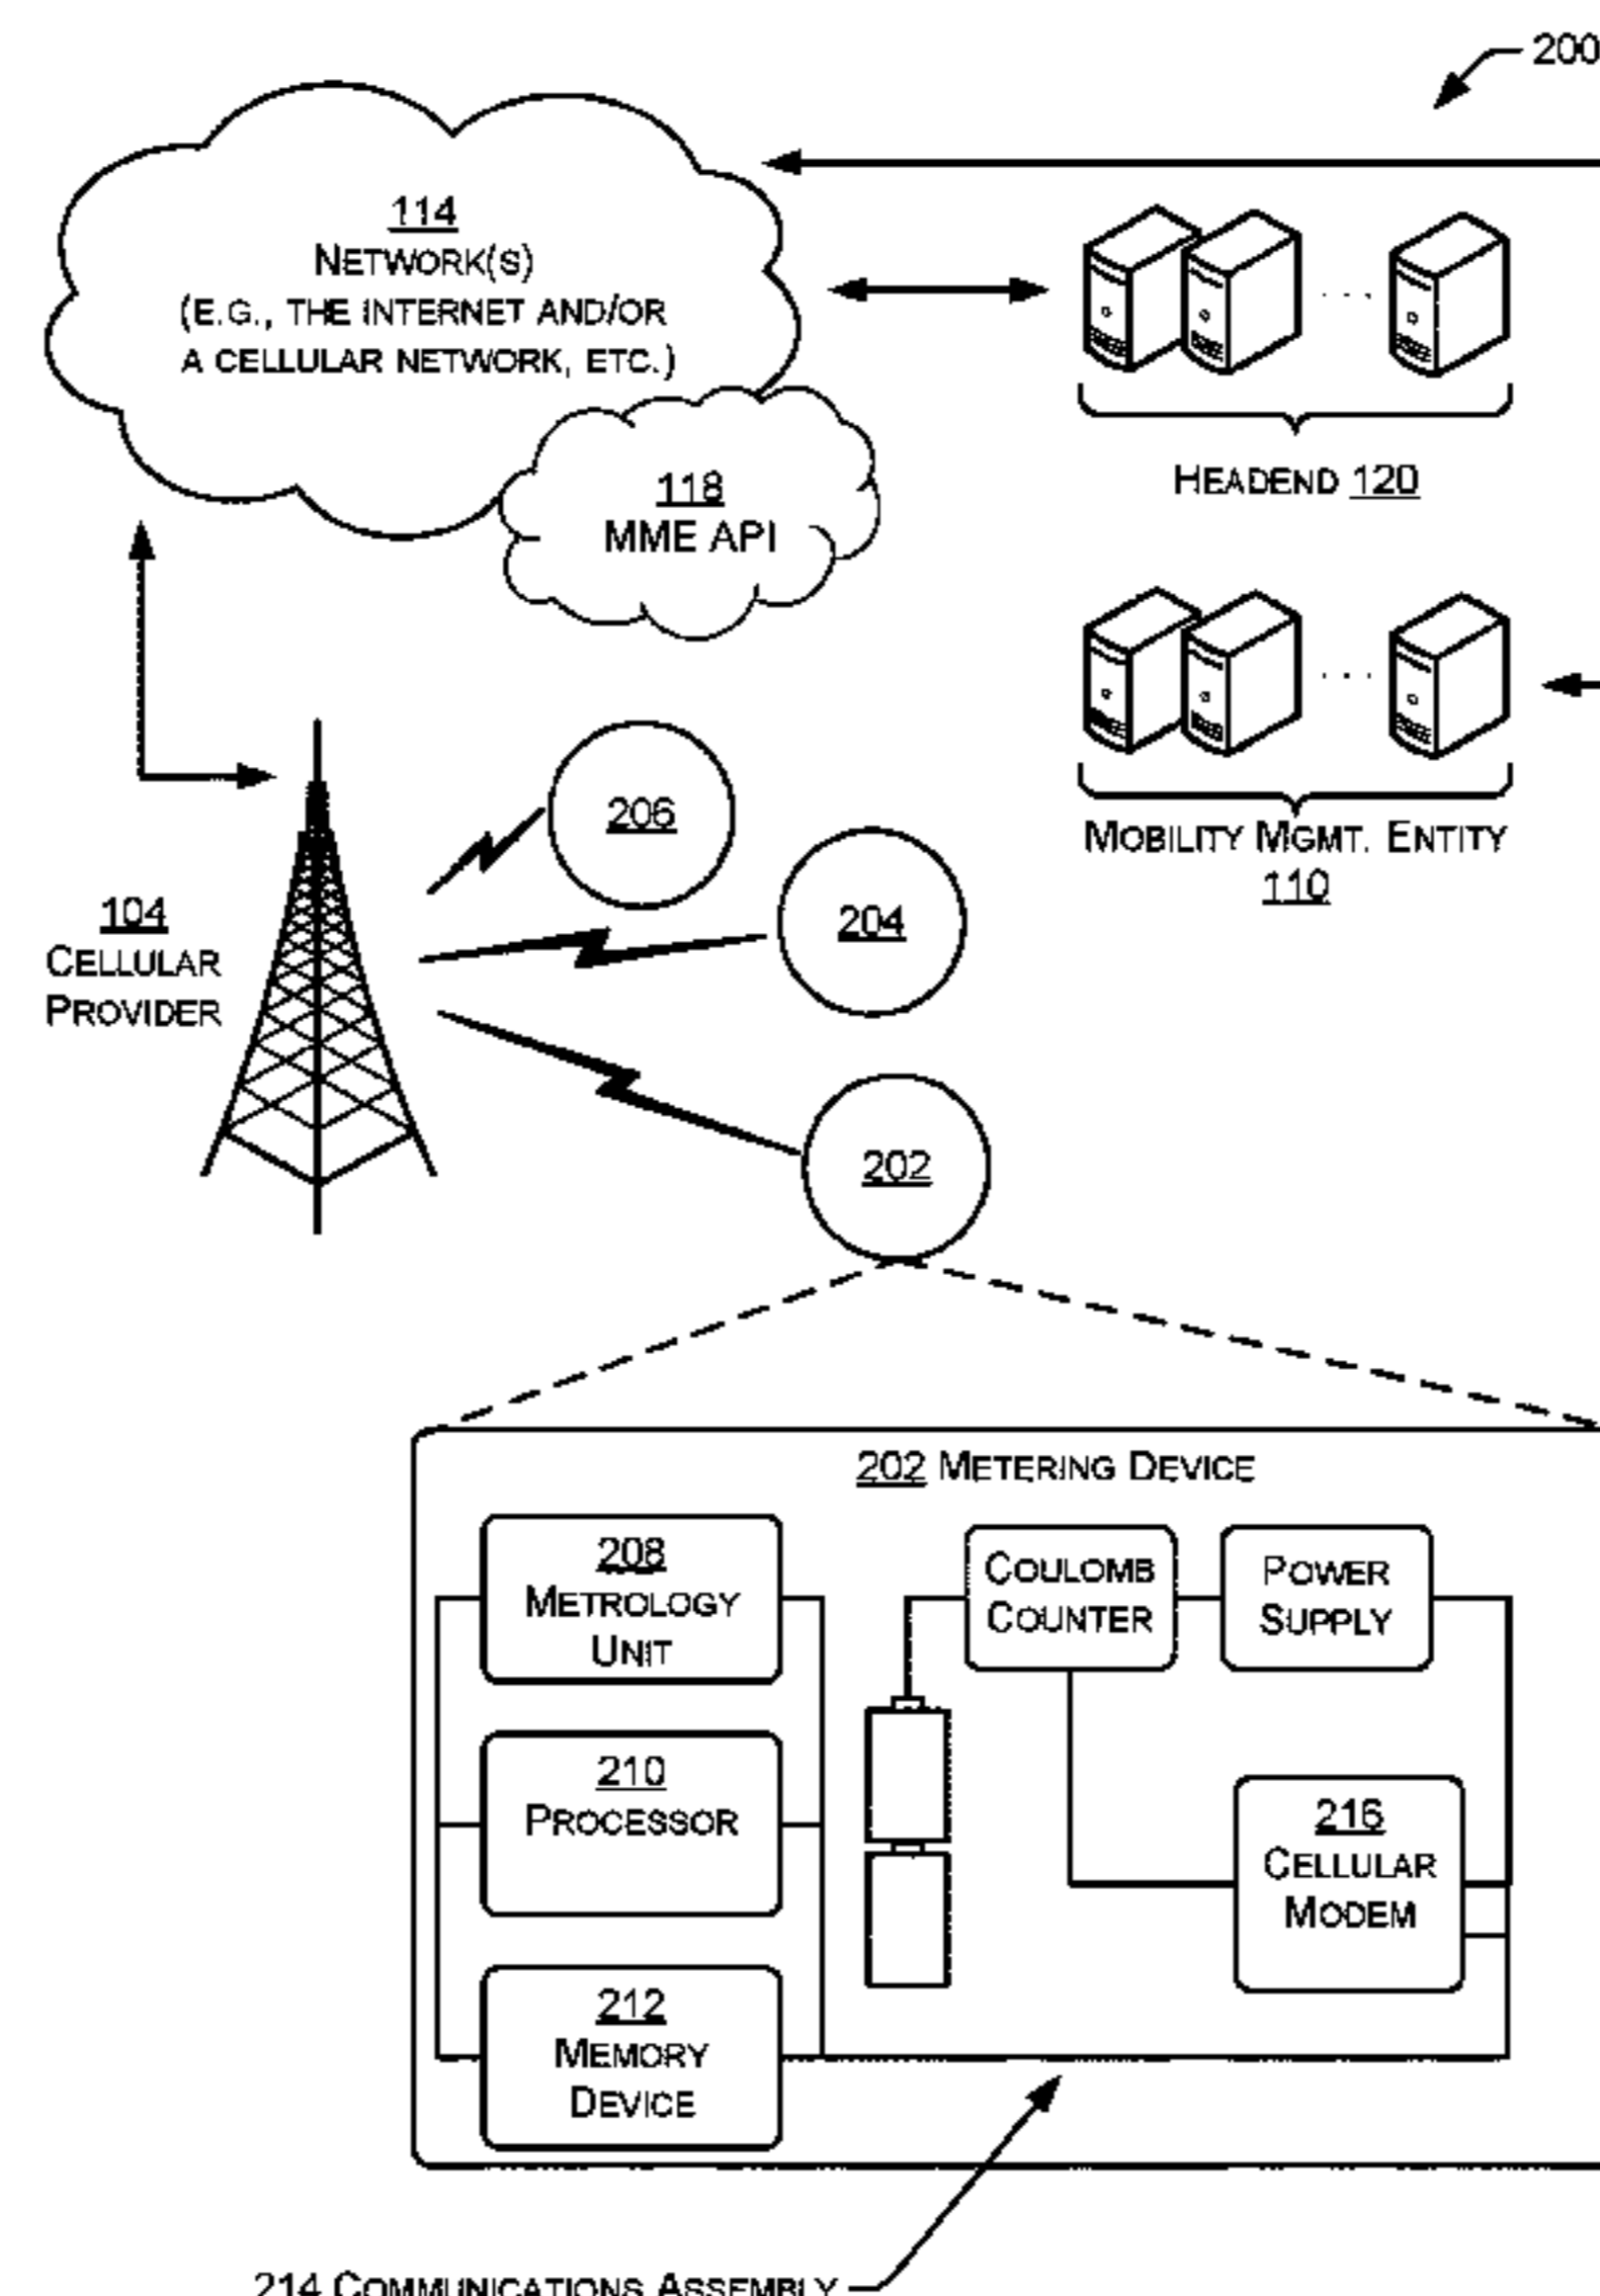 200
114
NETWORK(S)
(E.G., THE INTERNET AND/OR
A CELLULAR NETWORK, ETC.)
118
MME API
HEADEND 120
MOBILITY MGMT. ENTITY
110
206
204
104
CELLULAR
PROVIDER
202
202 METERING DEVICE
208
METROLOGY
UNIT
COULOMB
COUNTER
POWER
SUPPLY
210
PROCESSOR
216
CELLULAR
MODEM
212
MEMORY
DEVICE
214 COMMUNICATIONS ASSEMBLY